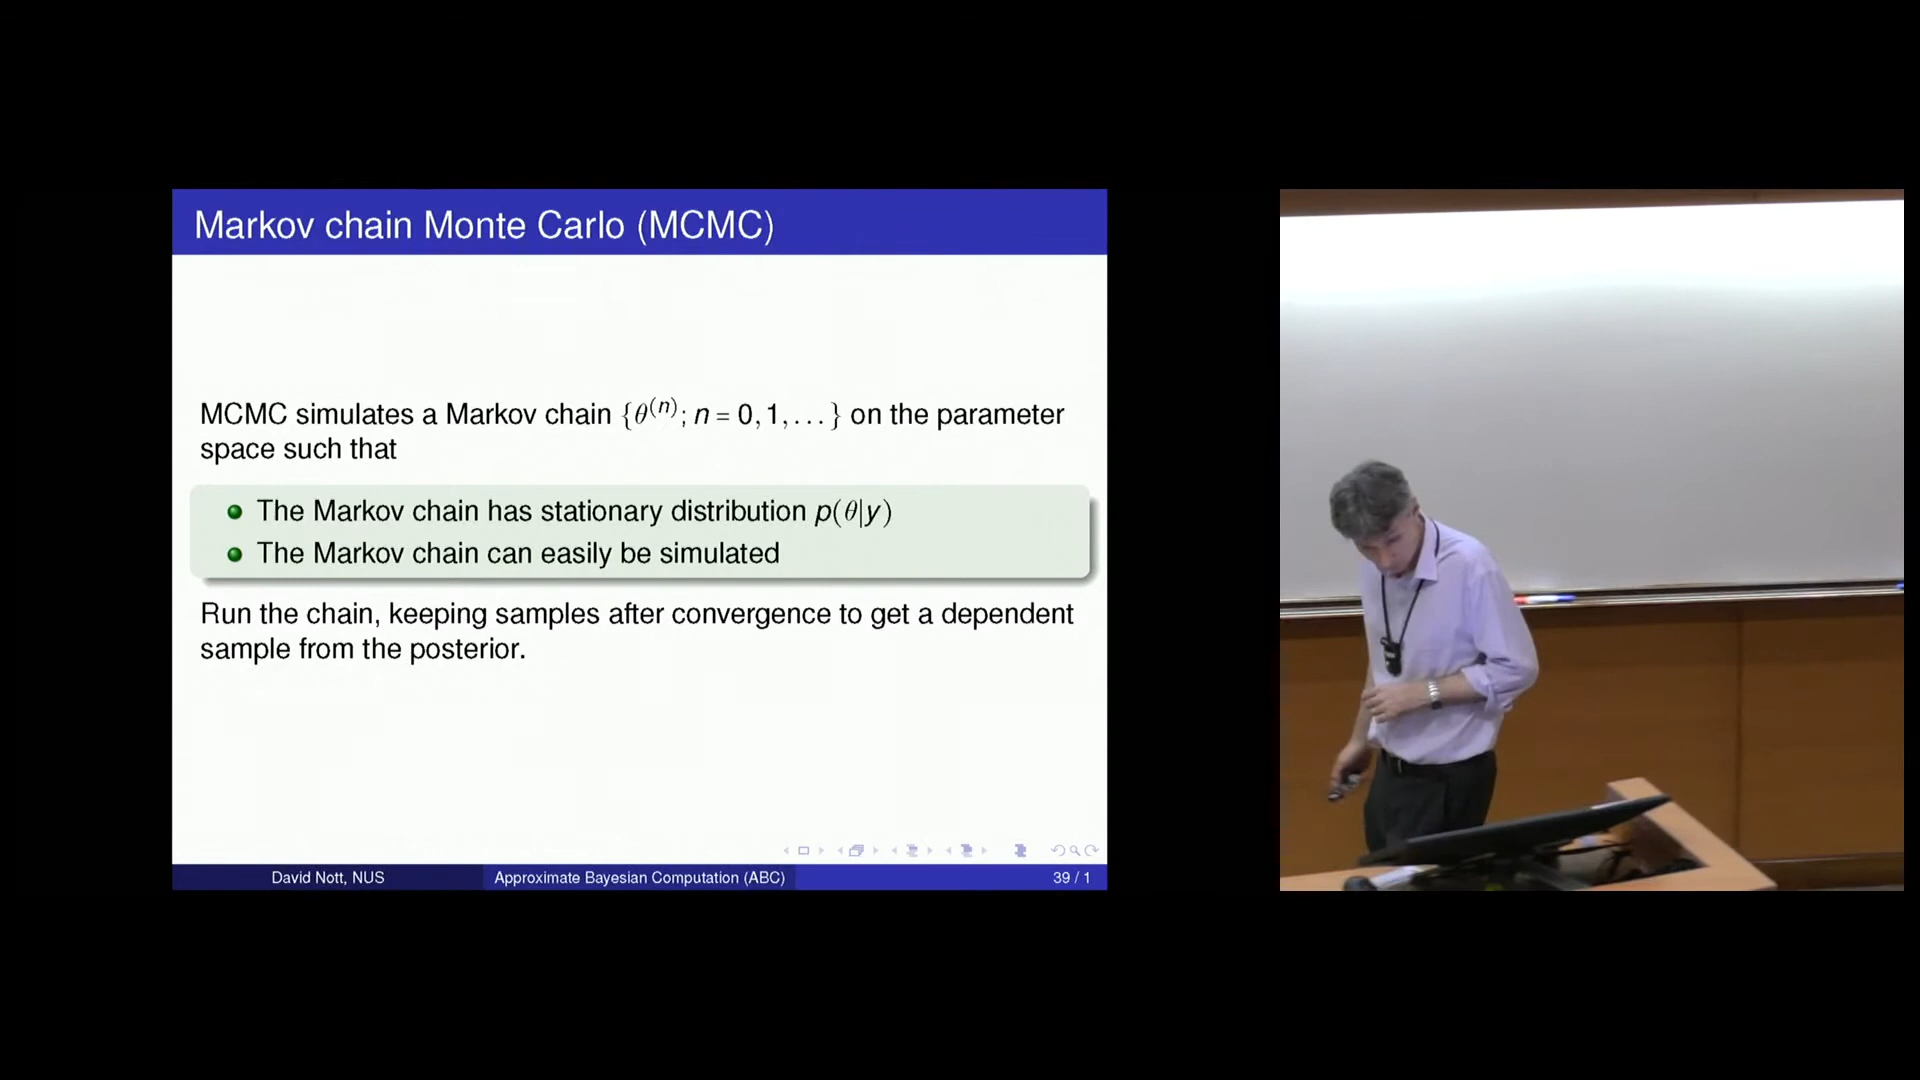 Markov chain Monte Carlo (MCMC)
MCMC simulates a Markov chain {θ⁽ⁿ⁾; n = 0, 1, . . . } on the parameter
space such that
The Markov chain has stationary distribution p(θ|y)
The Markov chain can easily be simulated
Run the chain, keeping samples after convergence to get a dependent
sample from the posterior.
David Nott, NUS
Approximate Bayesian Computation (ABC)
39 / 1